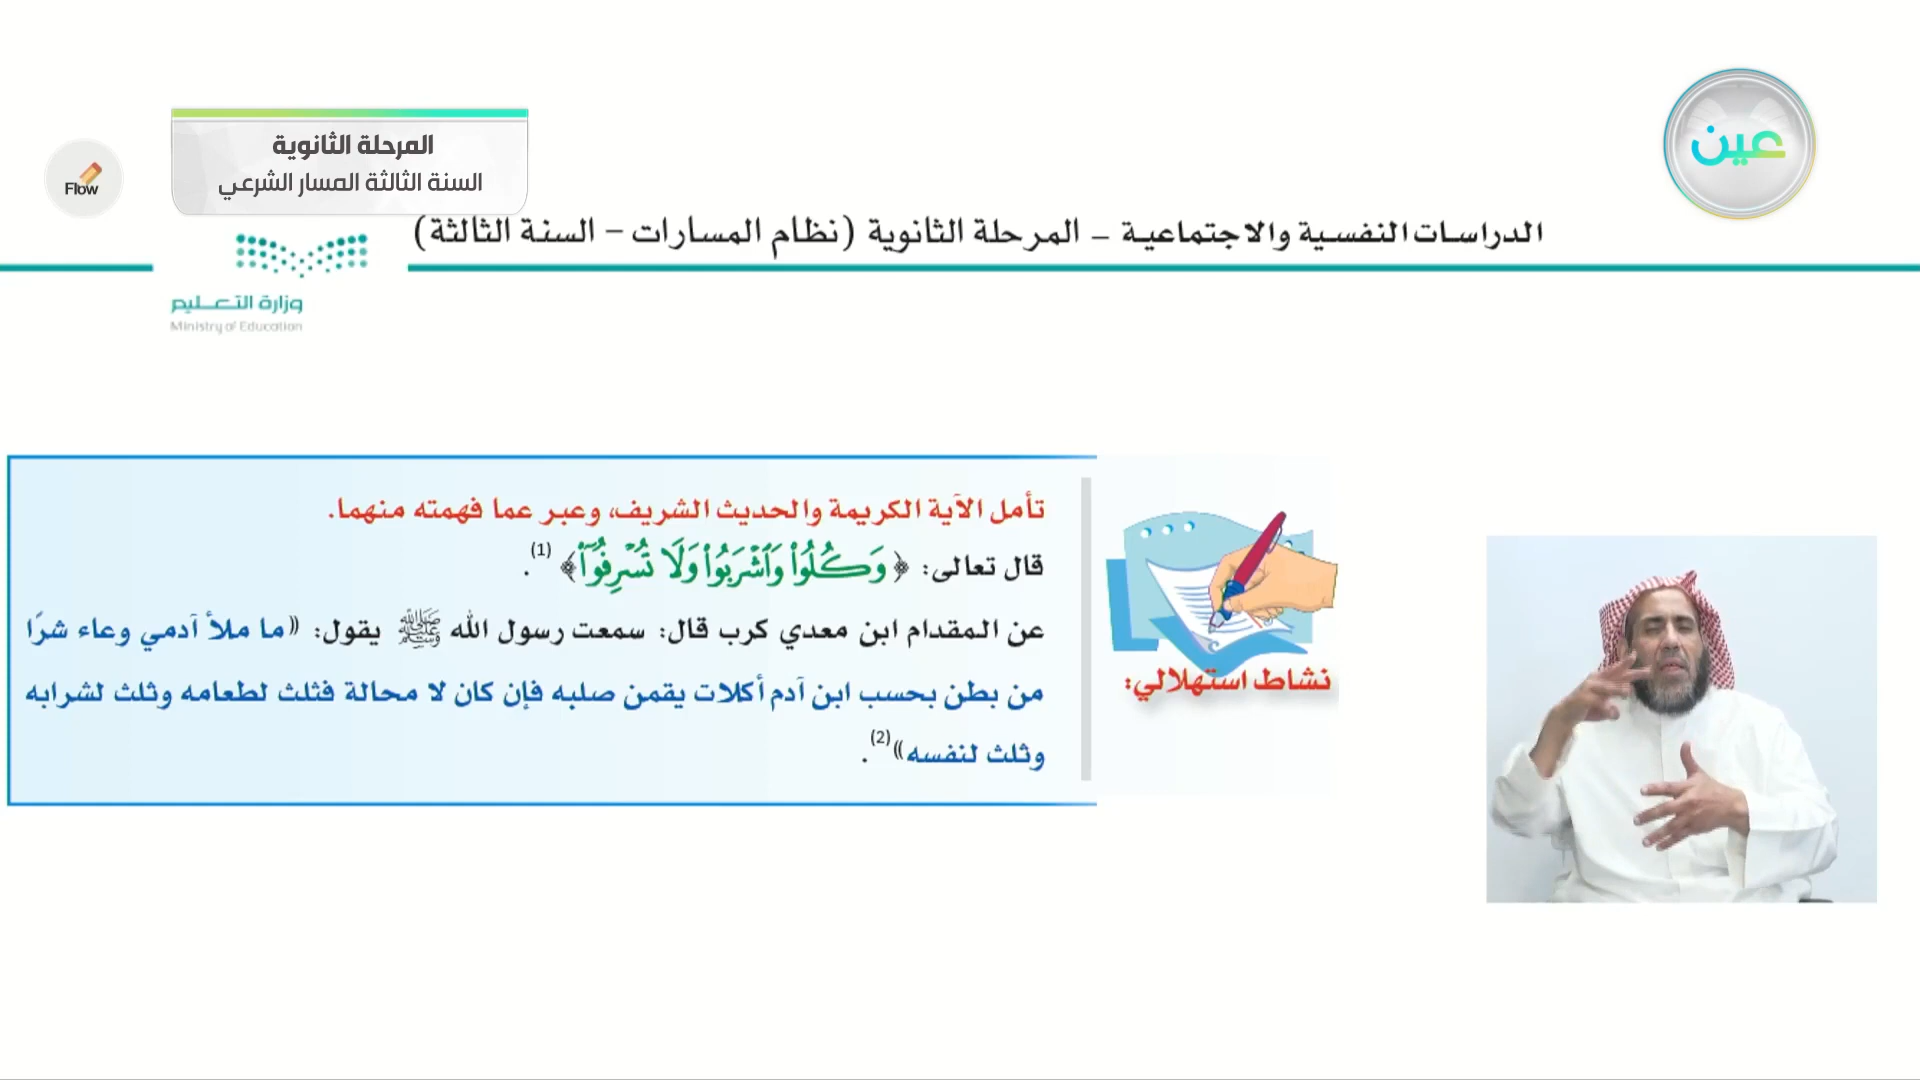 عين
المرحلة الثانوية
السنة الثالثة المسار الشرعي
Flow
الدراسات النفسية والاجتماعية – المرحلة الثانوية (نظام المسارات – السنة الثالثة)
وزارة التعليم
Ministry of Education
تأمل الآية الكريمة والحديث الشريف، وعبر عما فهمته منهما.
قال تعالى: ﴿وَكُلُوا۟ وَٱشْرَبُوا۟ وَلَا تُسْرِفُوٓا۟﴾ (1).
عن المقدام ابن معدي كرب قال: سمعت رسول الله ﷺ يقول: ((ما ملأ آدمي وعاء شرًا
من بطن بحسب ابن آدم أكلات يقمن صلبه فإن كان لا محالة فثلث لطعامه وثلث لشرابه
وثلث لنفسه))(2).
نشاط استهلالي: